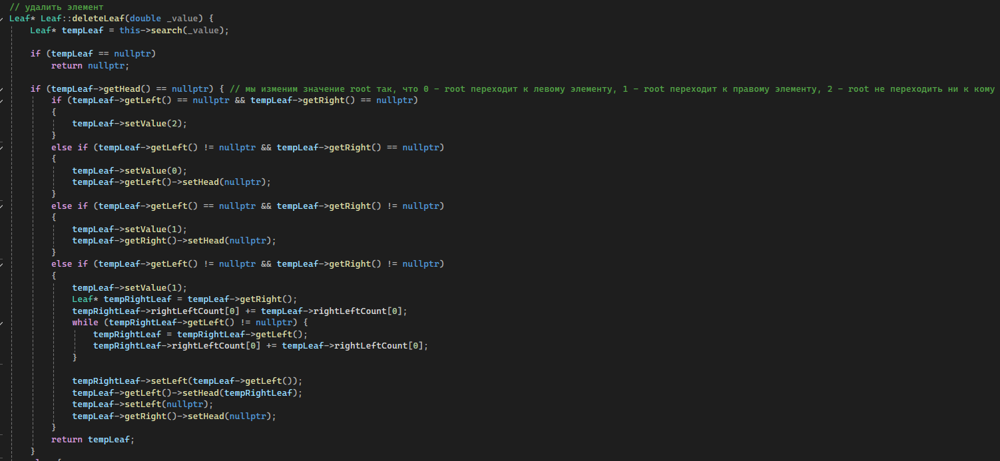 // удалить элемент
Leaf* Leaf::deleteLeaf(double _value) {
    Leaf* tempLeaf = this->search(_value);

    if (tempLeaf == nullptr)
        return nullptr;

    if (tempLeaf->getHead() == nullptr) { // мы изменим значение root так, что 0 - root переходит к левому элементу, 1 - root переходит к правому элементу, 2 - root не переходить ни к кому
        if (tempLeaf->getLeft() == nullptr && tempLeaf->getRight() == nullptr)
        {
            tempLeaf->setValue(2);
        }
        else if (tempLeaf->getLeft() != nullptr && tempLeaf->getRight() == nullptr)
        {
            tempLeaf->setValue(0);
            tempLeaf->getLeft()->setHead(nullptr);
        }
        else if (tempLeaf->getLeft() == nullptr && tempLeaf->getRight() != nullptr)
        {
            tempLeaf->setValue(1);
            tempLeaf->getRight()->setHead(nullptr);
        }
        else if (tempLeaf->getLeft() != nullptr && tempLeaf->getRight() != nullptr)
        {
            tempLeaf->setValue(1);
            Leaf* tempRightLeaf = tempLeaf->getRight();
            tempRightLeaf->rightLeftCount[0] += tempLeaf->rightLeftCount[0];
            while (tempRightLeaf->getLeft() != nullptr) {
                tempRightLeaf = tempRightLeaf->getLeft();
                tempRightLeaf->rightLeftCount[0] += tempLeaf->rightLeftCount[0];
            }

            tempRightLeaf->setLeft(tempLeaf->getLeft());
            tempLeaf->getLeft()->setHead(tempRightLeaf);
            tempLeaf->setLeft(nullptr);
            tempLeaf->getRight()->setHead(nullptr);
        }
        return tempLeaf;
    }